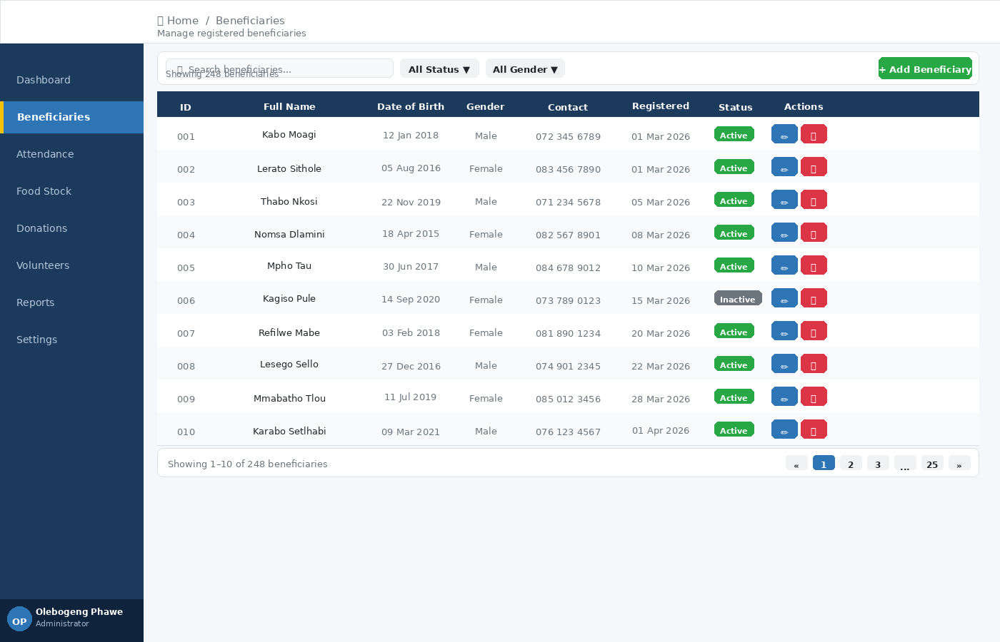 Home / Beneficiaries
Manage registered beneficiaries
Dashboard
Beneficiaries
Attendance
Food Stock
Donations
Volunteers
Reports
Settings
Olebogeng Phawe
Administrator
OP
Search beneficiaries...
Showing 248 beneficiaries
All Status ▼
All Gender ▼
+ Add Beneficiary
ID Full Name Date of Birth Gender Contact Registered Status Actions
001 Kabo Moagi 12 Jan 2018 Male 072 345 6789 01 Mar 2026 Active ✏
002 Lerato Sithole 05 Aug 2016 Female 083 456 7890 01 Mar 2026 Active ✏
003 Thabo Nkosi 22 Nov 2019 Male 071 234 5678 05 Mar 2026 Active ✏
004 Nomsa Dlamini 18 Apr 2015 Female 082 567 8901 08 Mar 2026 Active ✏
005 Mpho Tau 30 Jun 2017 Male 084 678 9012 10 Mar 2026 Active ✏
006 Kagiso Pule 14 Sep 2020 Female 073 789 0123 15 Mar 2026 Inactive ✏
007 Refilwe Mabe 03 Feb 2018 Female 081 890 1234 20 Mar 2026 Active ✏
008 Lesego Sello 27 Dec 2016 Male 074 901 2345 22 Mar 2026 Active ✏
009 Mmabatho Tlou 11 Jul 2019 Female 085 012 3456 28 Mar 2026 Active ✏
010 Karabo Setlhabi 09 Mar 2021 Male 076 123 4567 01 Apr 2026 Active ✏
Showing 1–10 of 248 beneficiaries
« 1 2 3 ... 25 »